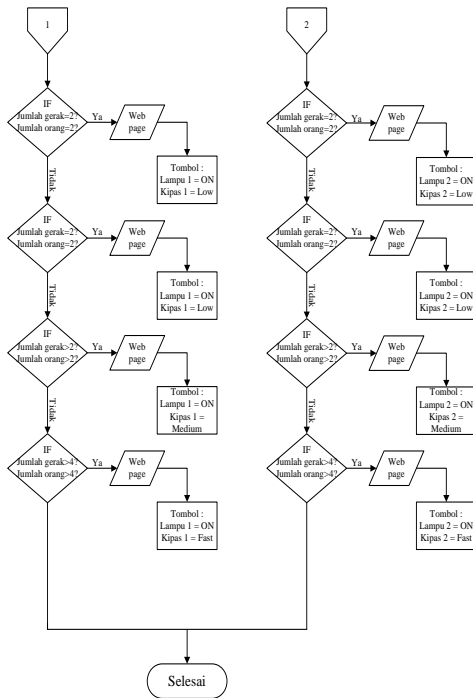 1
IF
Jumlah gerak=2?
Jumlah orang=2?
Ya
Web
page
Tombol :
Lampu 1 = ON
Kipas 1 = Low
Tidak
IF
Jumlah gerak=2?
Jumlah orang=2?
Ya
Web
page
Tombol :
Lampu 1 = ON
Kipas 1 = Low
Tidak
IF
Jumlah gerak>2?
Jumlah orang>2?
Ya
Web
page
Tombol :
Lampu 1 = ON
Kipas 1 =
Medium
Tidak
IF
Jumlah gerak>4?
Jumlah orang>4?
Ya
Web
page
Tombol :
Lampu 1 = ON
Kipas 1 = Fast
2
IF
Jumlah gerak=2?
Jumlah orang=2?
Ya
Web
page
Tombol :
Lampu 2 = ON
Kipas 2 = Low
Tidak
IF
Jumlah gerak=2?
Jumlah orang=2?
Ya
Web
page
Tombol :
Lampu 2 = ON
Kipas 2 = Low
Tidak
IF
Jumlah gerak>2?
Jumlah orang>2?
Ya
Web
page
Tombol :
Lampu 2 = ON
Kipas 2 =
Medium
Tidak
IF
Jumlah gerak>4?
Jumlah orang>4?
Ya
Web
page
Tombol :
Lampu 2 = ON
Kipas 2 = Fast
Selesai